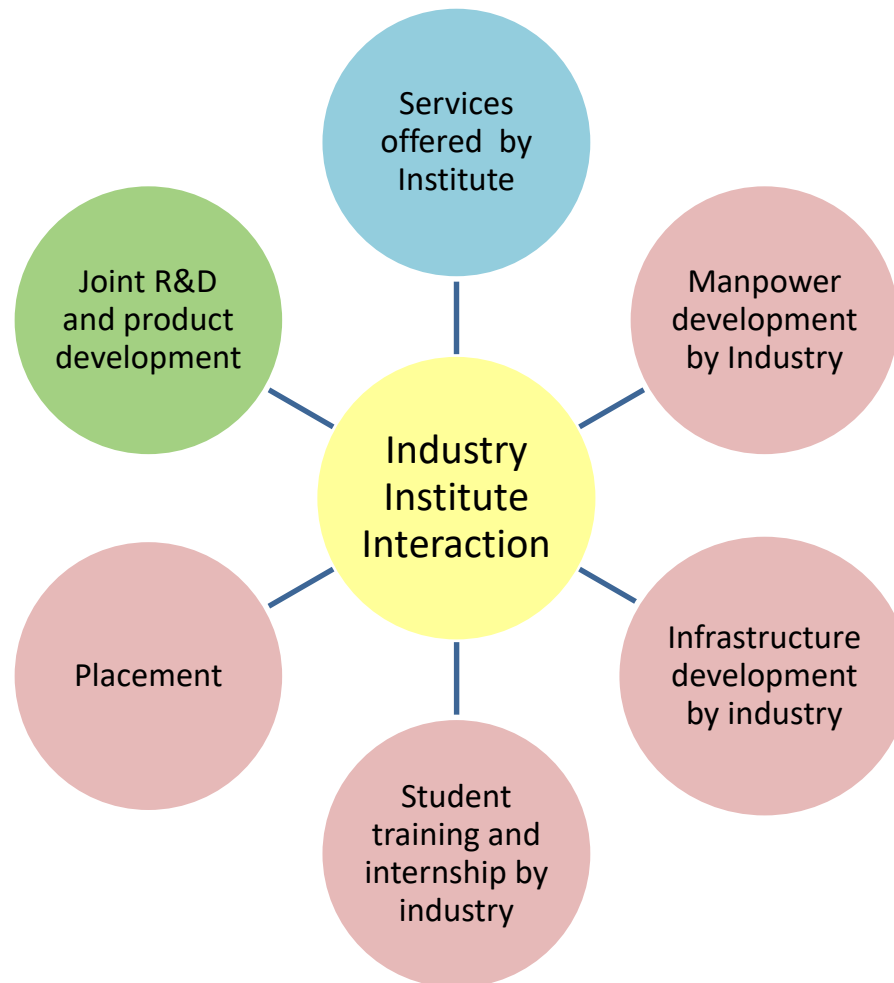 Services
offered by
Institute
Joint R&D
and product
development
Manpower
development
by Industry
Industry
Institute
Interaction
Placement
Infrastructure
development
by industry
Student
training and
internship by
industry